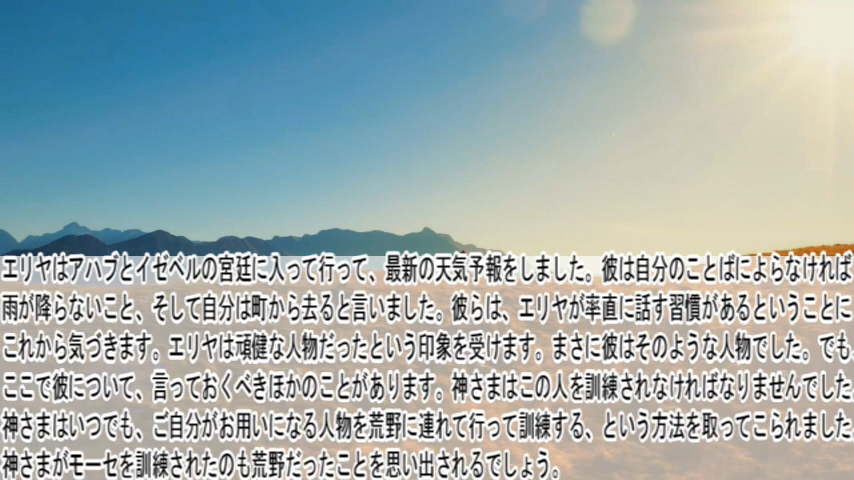 エリヤはアハブとイゼベルの宮廷に入って行って、最新の天気予報をしました。彼は自分のことばによらなければ
雨が降らないこと、そして自分は町から去ると言いました。彼らは、エリヤが率直に話す習慣があるということに
これから気づきます。エリヤは頑健な人物だったという印象を受けます。まさに彼はそのような人物でした。でも、
ここで彼について、言っておくべきほかのことがあります。神さまはこの人を訓練されなければなりませんでした。
神さまはいつでも、ご自分がお用いになる人物を荒野に連れて行って訓練する、という方法を取ってこられました。
神さまがモーセを訓練されたのも荒野だったことを思い出されるでしょう。